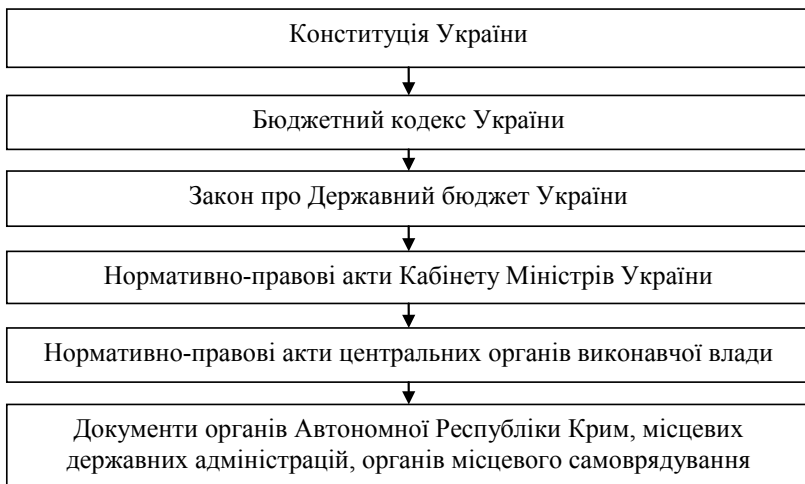 Конституція України
Бюджетний кодекс України
Закон про Державний бюджет України
Нормативно-правові акти Кабінету Міністрів України
Нормативно-правові акти центральних органів виконавчої влади
Документи органів Автономної Республіки Крим, місцевих
державних адміністрацій, органів місцевого самоврядування